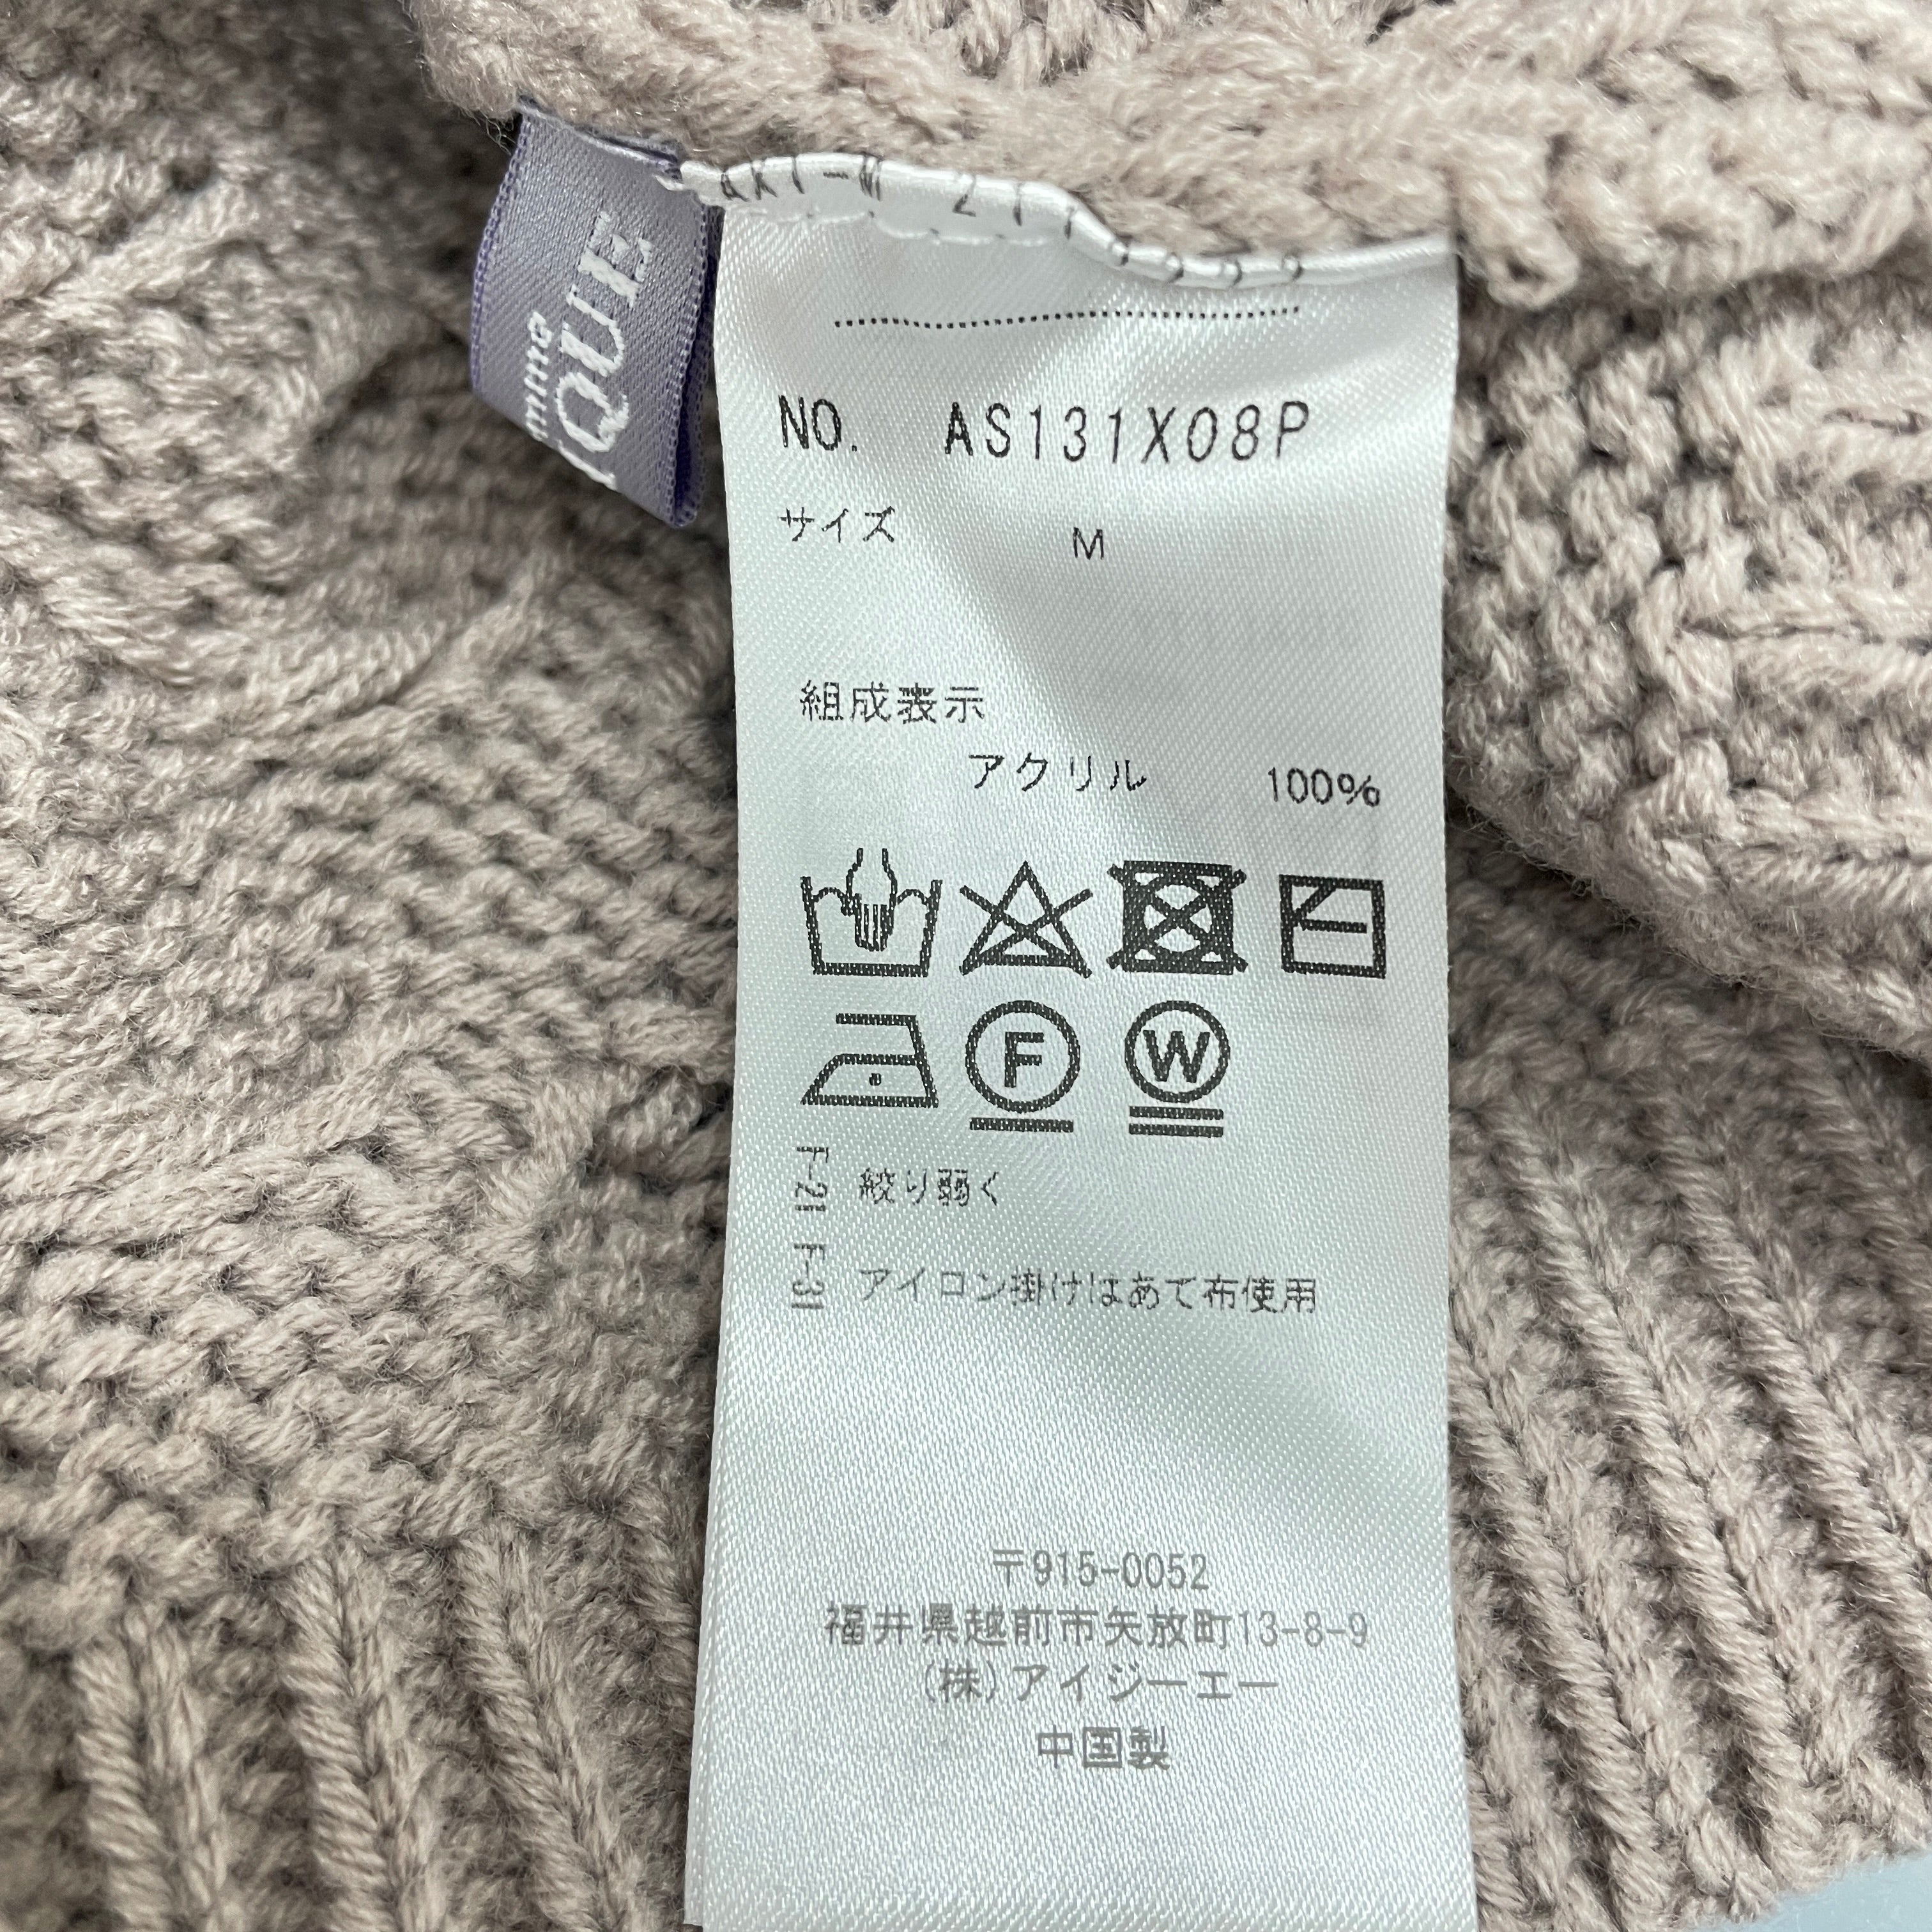 QUE
NO. AS131X08P
サイズ M
組成表示
アクリル 100%
F
W
F-21 絞り弱く
F-31 アイロン掛けはあて布使用
〒915-0052
福井県越前市矢放町13-8-9
(株)アイジーエー
中国製